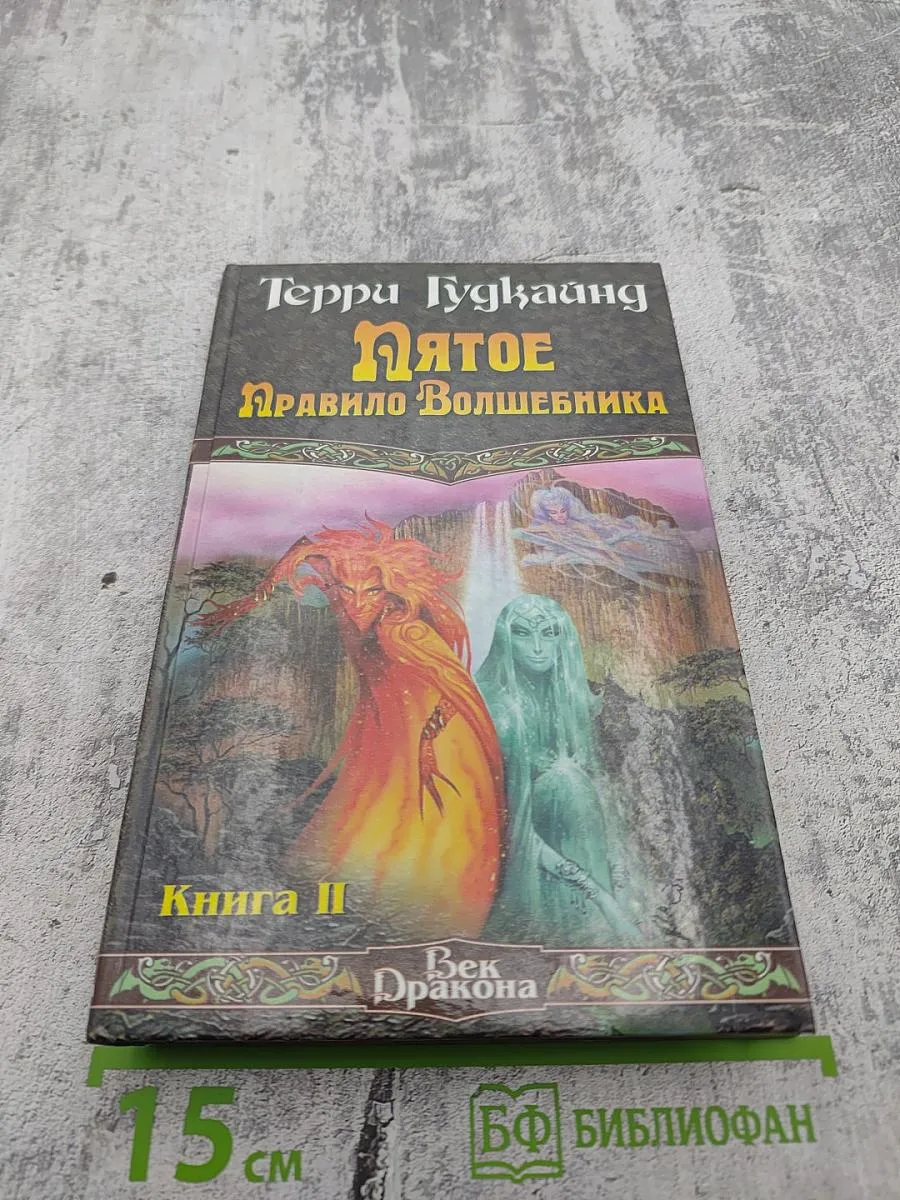 Терри Гудкайнд
Пятое
Правило Волшебника
Книга II
Век
Дракона
15 см
БФ БИБЛИОФАН